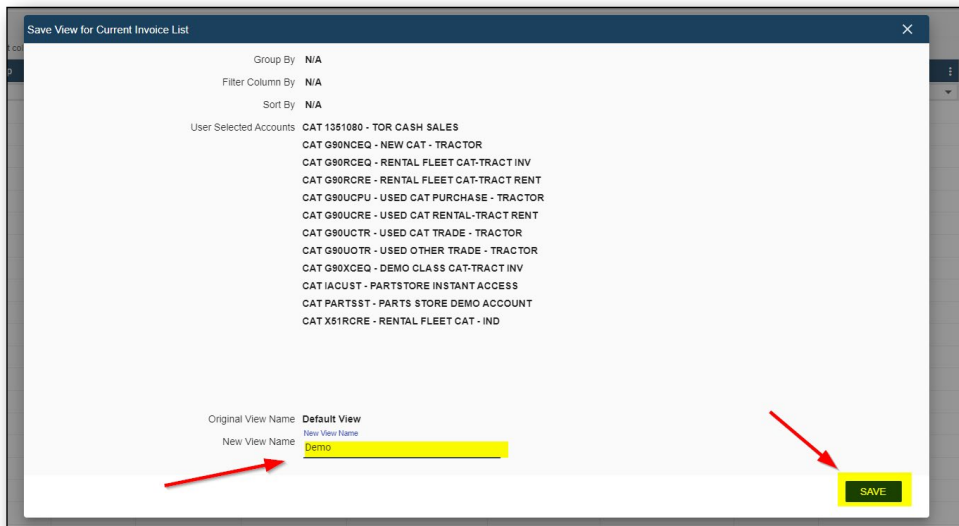 Save View for Current Invoice List
Group By N/A
Filter Column By N/A
Sort By N/A
User Selected Accounts CAT 1351080 - TOR CASH SALES
CAT G90NCEQ - NEW CAT - TRACTOR
CAT G90RCEQ - RENTAL FLEET CAT-TRACT INV
CAT G90RCRE - RENTAL FLEET CAT-TRACT RENT
CAT G90UCPU - USED CAT PURCHASE - TRACTOR
CAT G90UCRE - USED CAT RENTAL-TRACT RENT
CAT G90UCTR - USED CAT TRADE - TRACTOR
CAT G90UOTR - USED OTHER TRADE - TRACTOR
CAT G90XCEQ - DEMO CLASS CAT-TRACT INV
CAT IACUST - PARTSTORE INSTANT ACCESS
CAT PARTSST - PARTS STORE DEMO ACCOUNT
CAT X51RCRE - RENTAL FLEET CAT - IND
Original View Name Default View
New View Name
New View Name Demo
SAVE